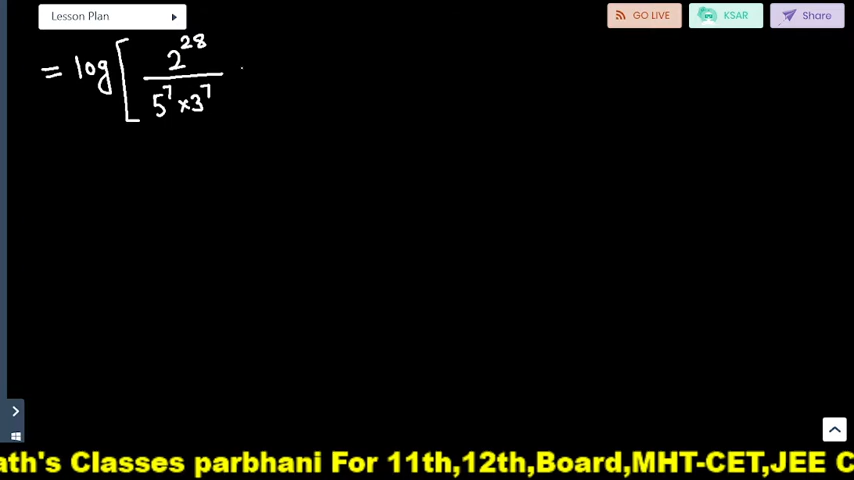 Lesson Plan
GO LIVE
KSAR
Share
= log [ 2^28 / 5^7 × 3^7
ath's Classes parbhani For 11th,12th,Board,MHT-CET,JEE C